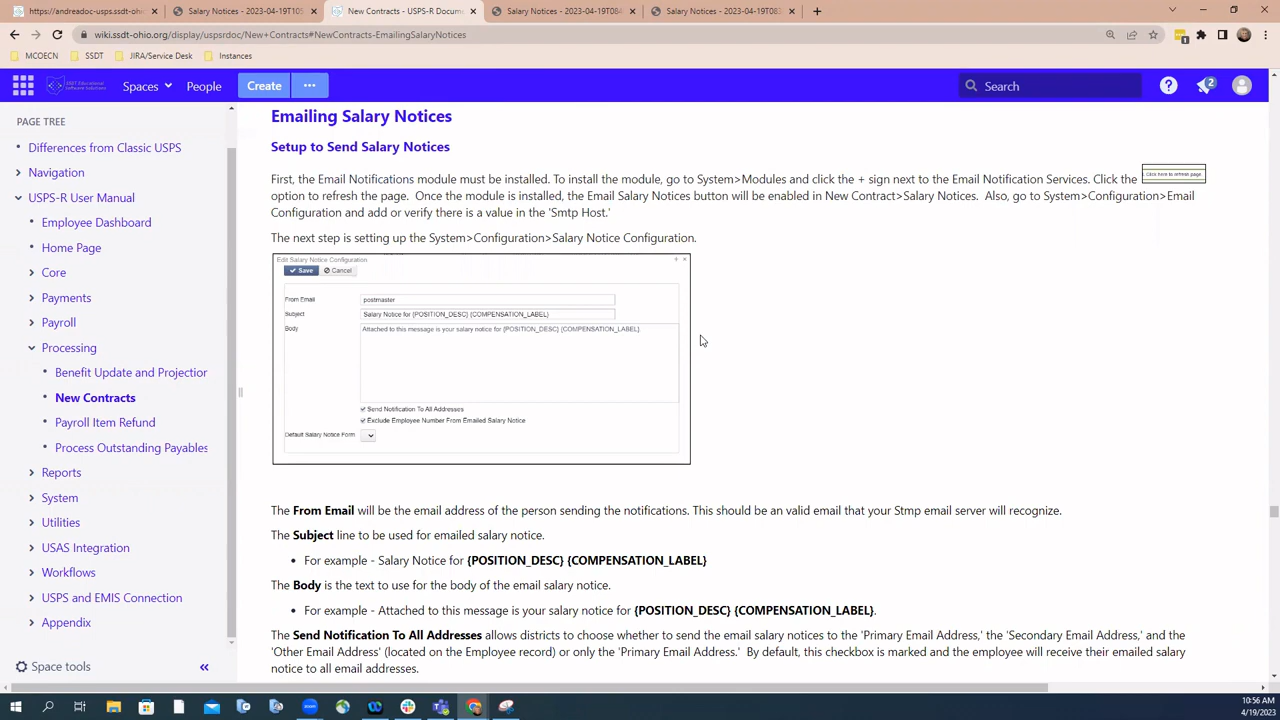 https://andreadoc-usps.ssdt.io/
Salary Notices - 2023-04-19T105
New Contracts - USPS-R Docum
Salary Notices - 2023-04-19T084
Salary Notices - 2023-04-19T083
wiki.ssdt-ohio.org/display/uspsrdoc/New+Contracts#NewContracts-EmailingSalaryNotices
MCOECN
SSDT
JIRA/Service Desk
Instances
Spaces
People
Create
Search
2
PAGE TREE
Differences from Classic USPS
Navigation
USPS-R User Manual
Employee Dashboard
Home Page
Core
Payments
Payroll
Processing
Benefit Update and Projection
New Contracts
Payroll Item Refund
Process Outstanding Payables
Reports
System
Utilities
USAS Integration
Workflows
USPS and EMIS Connection
Appendix
Space tools
Emailing Salary Notices
Setup to Send Salary Notices
First, the Email Notifications module must be installed. To install the module, go to System>Modules and click the + sign next to the Email Notification Services. Click the Click here to refresh page.
option to refresh the page. Once the module is installed, the Email Salary Notices button will be enabled in New Contract>Salary Notices. Also, go to System>Configuration>Email
Configuration and add or verify there is a value in the 'Smtp Host.'
The next step is setting up the System>Configuration>Salary Notice Configuration.
Edit Salary Notice Configuration
Save
Cancel
From Email postmaster
Subject Salary Notice for {POSITION_DESC} {COMPENSATION_LABEL}
Body Attached to this message is your salary notice for {POSITION_DESC} {COMPENSATION_LABEL}.
Send Notification To All Addresses
Exclude Employee Number From Emailed Salary Notice
Default Salary Notice Form
The From Email will be the email address of the person sending the notifications. This should be an valid email that your Stmp email server will recognize.
The Subject line to be used for emailed salary notice.
• For example - Salary Notice for {POSITION_DESC} {COMPENSATION_LABEL}
The Body is the text to use for the body of the email salary notice.
• For example - Attached to this message is your salary notice for {POSITION_DESC} {COMPENSATION_LABEL}.
The Send Notification To All Addresses allows districts to choose whether to send the email salary notices to the 'Primary Email Address,' the 'Secondary Email Address,' and the
'Other Email Address' (located on the Employee record) or only the 'Primary Email Address.' By default, this checkbox is marked and the employee will receive their emailed salary
notice to all email addresses.
10:56 AM
4/19/2023